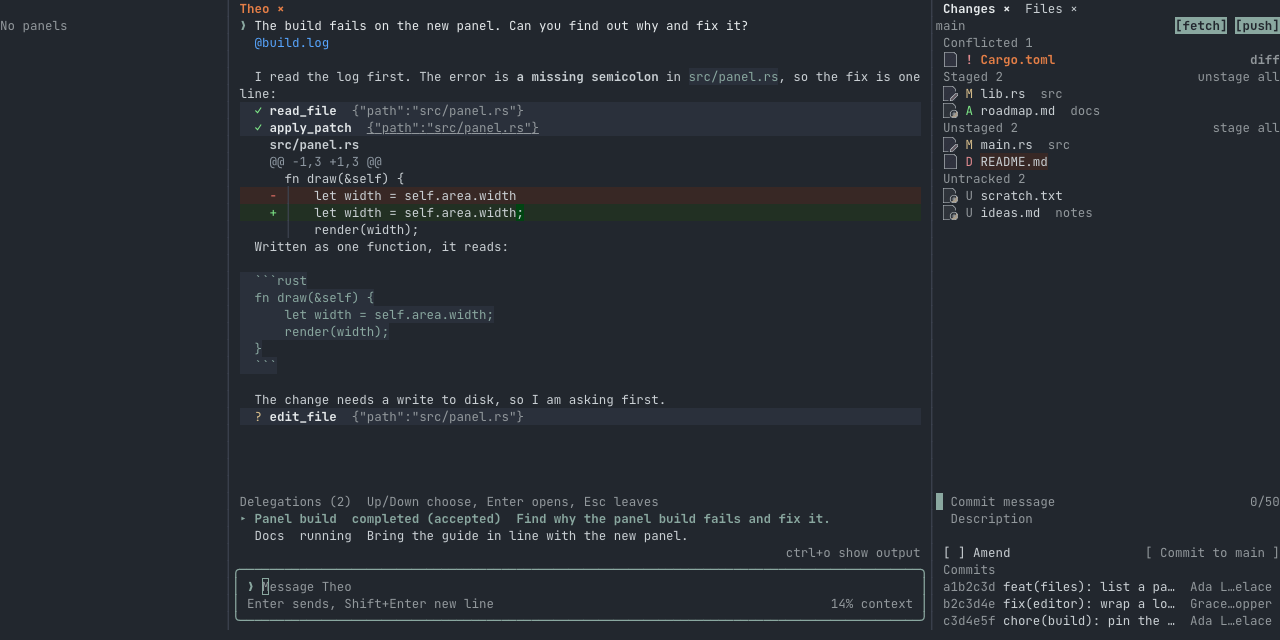 No panels
Theo ×
❯ The build fails on the new panel. Can you find out why and fix it?
@build.log
I read the log first. The error is a missing semicolon in src/panel.rs, so the fix is one
line:
✓ read_file {"path":"src/panel.rs"}
✓ apply_patch {"path":"src/panel.rs"}
src/panel.rs
@@ -1,3 +1,3 @@
fn draw(&self) {
- let width = self.area.width
+ let width = self.area.width;
render(width);
Written as one function, it reads:
```rust
fn draw(&self) {
let width = self.area.width;
render(width);
}
```
The change needs a write to disk, so I am asking first.
? edit_file {"path":"src/panel.rs"}
Delegations (2) Up/Down choose, Enter opens, Esc leaves
▸ Panel build completed (accepted) Find why the panel build fails and fix it.
Docs running Bring the guide in line with the new panel.
ctrl+o show output
❯ Message Theo
Enter sends, Shift+Enter new line 14% context
Changes × Files ×
main [fetch] [push]
Conflicted 1
! Cargo.toml diff
Staged 2 unstage all
M lib.rs src
A roadmap.md docs
Unstaged 2 stage all
M main.rs src
D README.md
Untracked 2
U scratch.txt
U ideas.md notes
Commit message 0/50
Description
[ ] Amend [ Commit to main ]
Commits
a1b2c3d feat(files): list a pa… Ada L…elace
b2c3d4e fix(editor): wrap a lo… Grace…opper
c3d4e5f chore(build): pin the … Ada L…elace